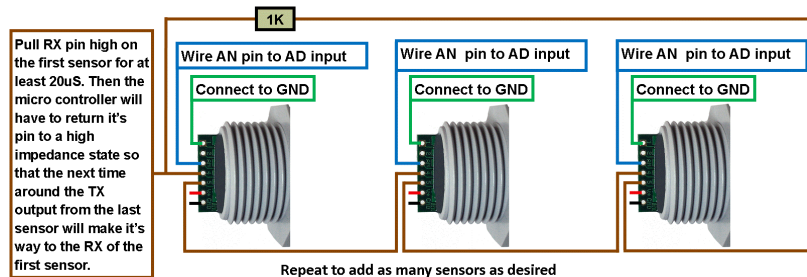 1K
Pull RX pin high on
the first sensor for at
least 20uS. Then the
micro controller will
have to return it's
pin to a high
impedance state so
that the next time
around the TX
output from the last
sensor will make it's
way to the RX of the
first sensor.
Wire AN pin to AD input
Connect to GND
Wire AN pin to AD input
Connect to GND
Wire AN pin to AD input
Connect to GND
Repeat to add as many sensors as desired